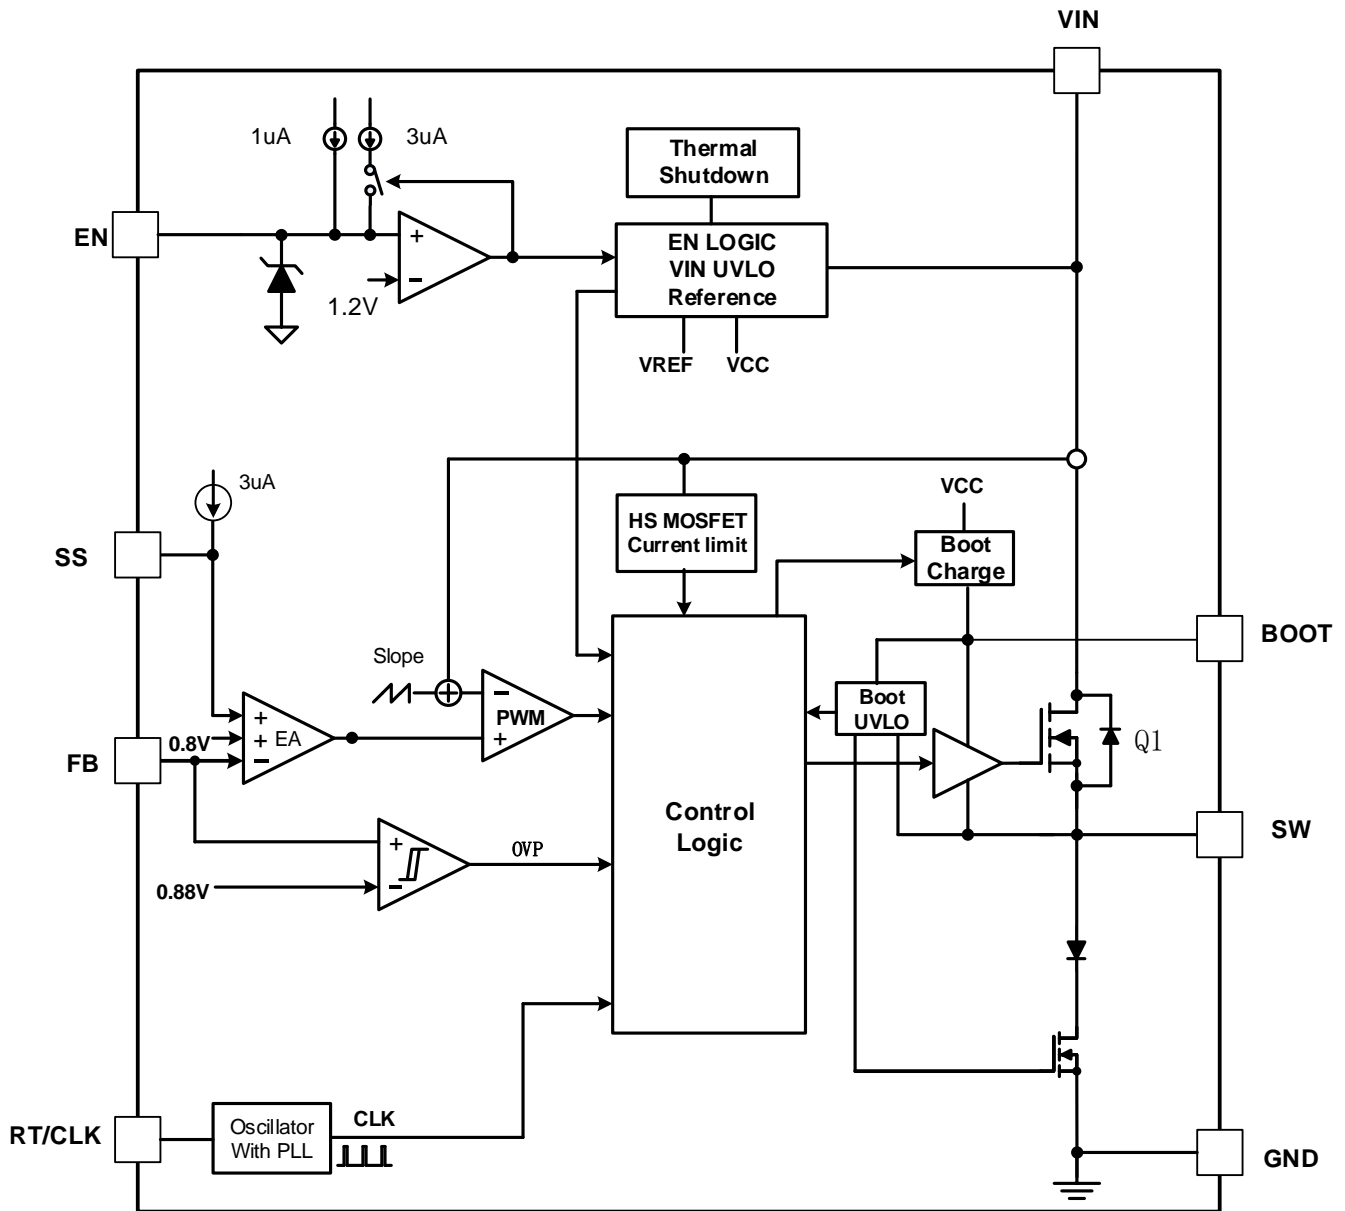 VIN
1uA
3uA
Thermal
Shutdown
EN
+
−
1.2V
EN LOGIC
VIN UVLO
Reference
VREF
VCC
3uA
SS
HS MOSFET
Current limit
VCC
Boot
Charge
BOOT
Slope
+
−
PWM
+
Boot
UVLO
Q1
+
+ EA
−
0.8V
FB
Control
Logic
SW
+
−
OVP
0.88V
RT/CLK
Oscillator
With PLL
CLK
GND